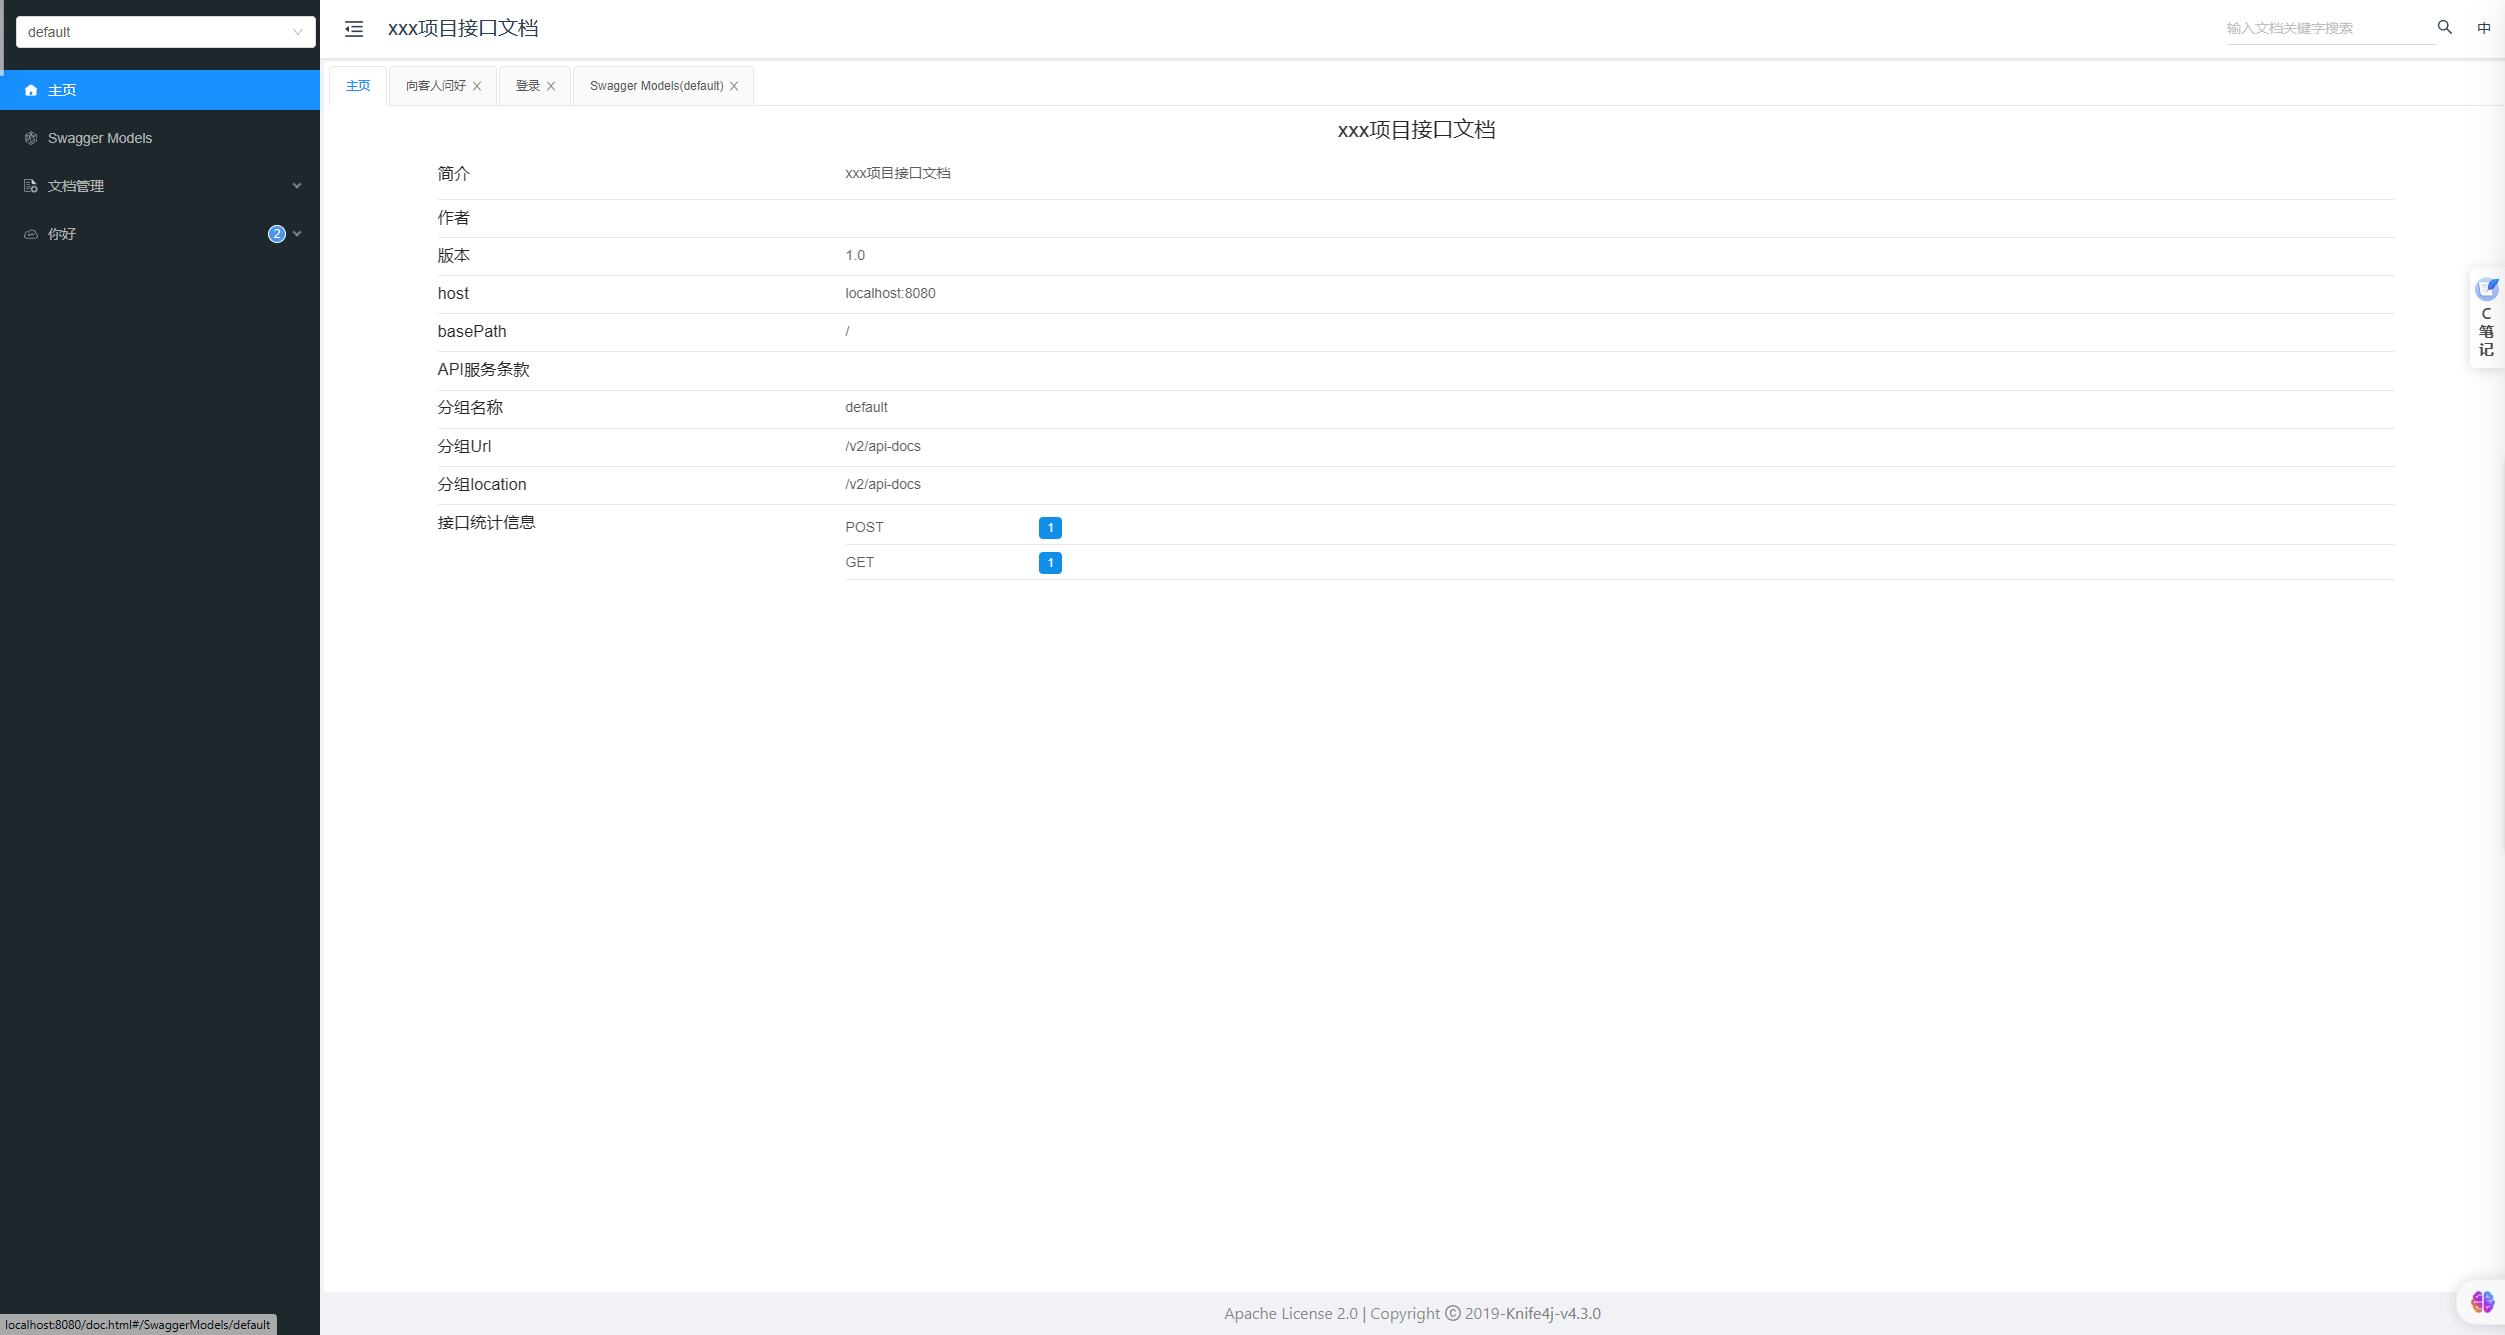 default
主页
Swagger Models
文档管理
你好 2
xxx项目接口文档
输入文档关键字搜索
中
主页 向客人问好 登录 Swagger Models(default)
xxx项目接口文档
简介 xxx项目接口文档
作者
版本 1.0
host localhost:8080
basePath /
API服务条款
分组名称 default
分组Url /v2/api-docs
分组location /v2/api-docs
接口统计信息 POST 1
GET 1
C
笔
记
Apache License 2.0 | Copyright © 2019-Knife4j-v4.3.0
localhost:8080/doc.html#/SwaggerModels/default